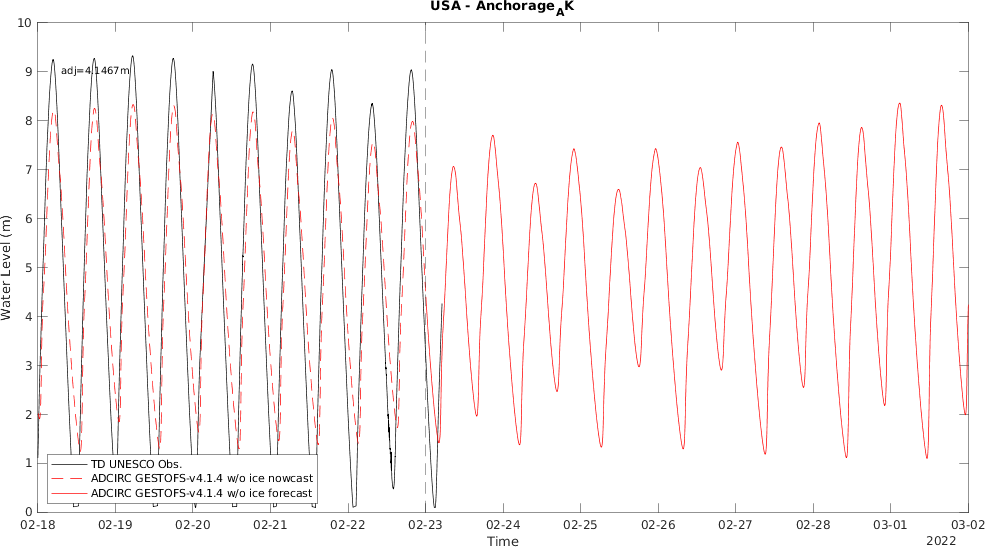 USA - Anchorage_AK
10
9
8
7
6
5
4
3
2
1
0
Water Level (m)
adj=4.1467m
TD UNESCO Obs.
ADCIRC GESTOFS-v4.1.4 w/o ice nowcast
ADCIRC GESTOFS-v4.1.4 w/o ice forecast
02-18 02-19 02-20 02-21 02-22 02-23 02-24 02-25 02-26 02-27 02-28 03-01 03-02
Time
2022